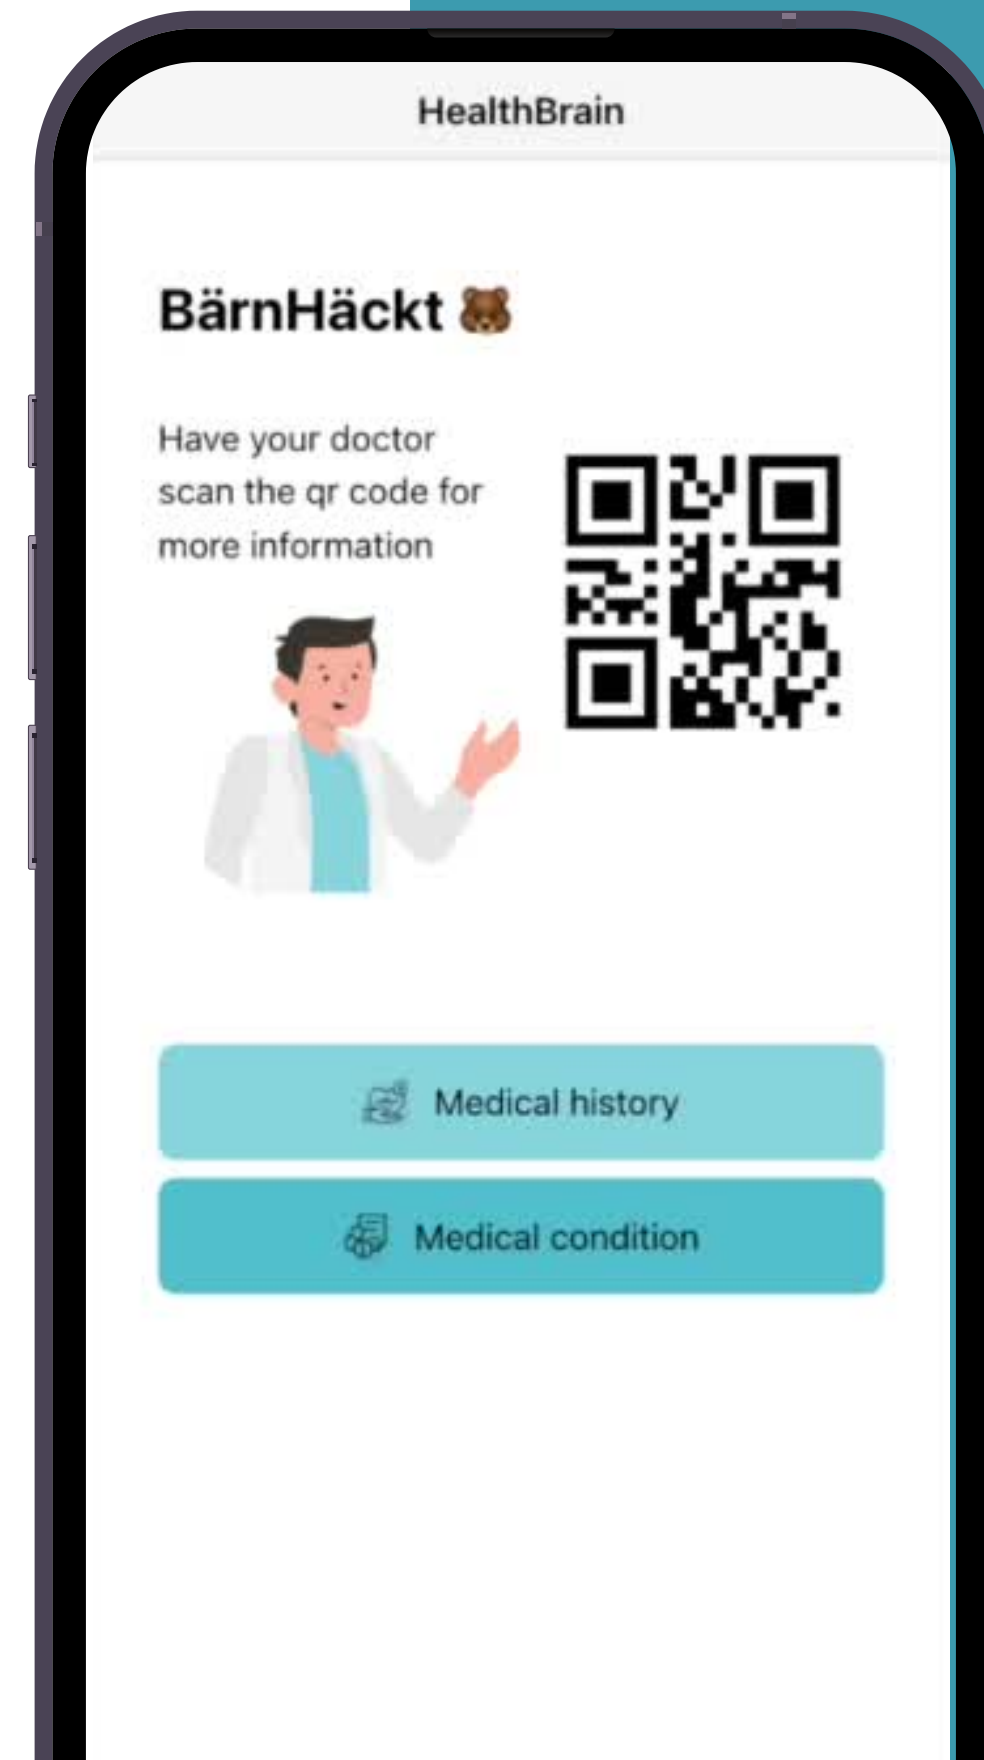 HealthBrain
BärnHäckt 🐻
Have your doctor
scan the qr code for
more information
Medical history
Medical condition